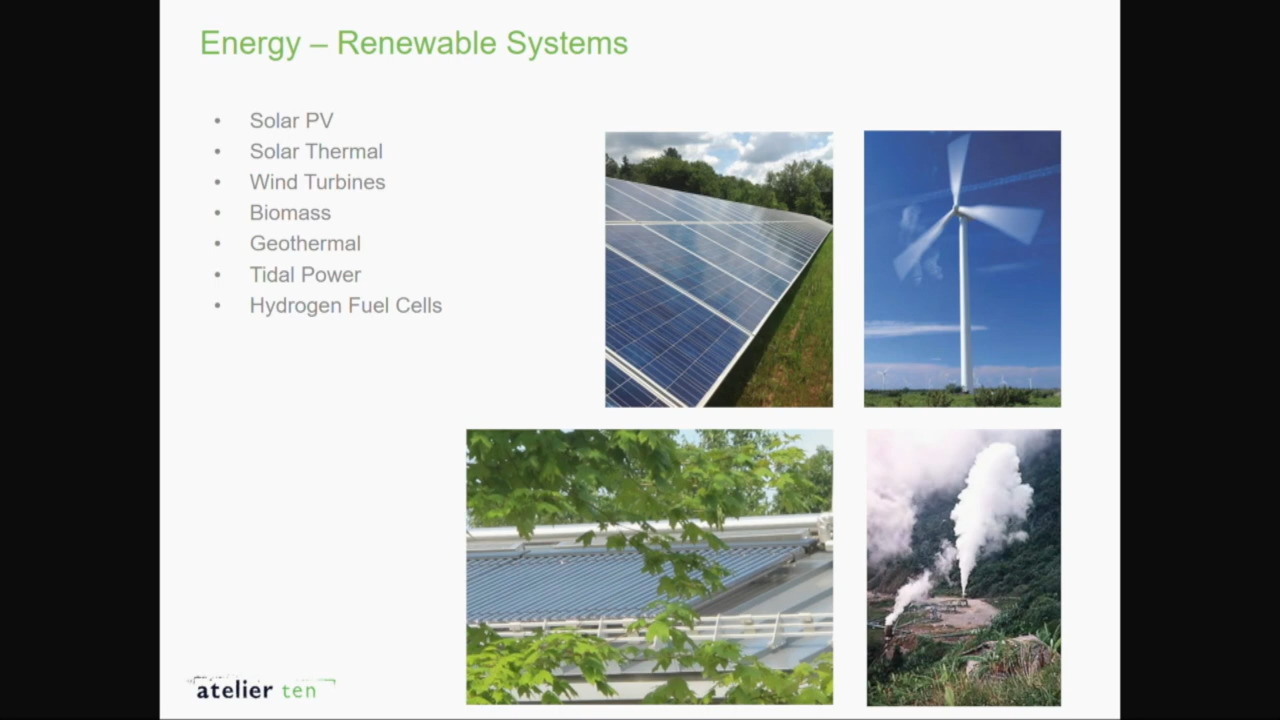 Energy – Renewable Systems
• Solar PV
• Solar Thermal
• Wind Turbines
• Biomass
• Geothermal
• Tidal Power
• Hydrogen Fuel Cells
atelier ten